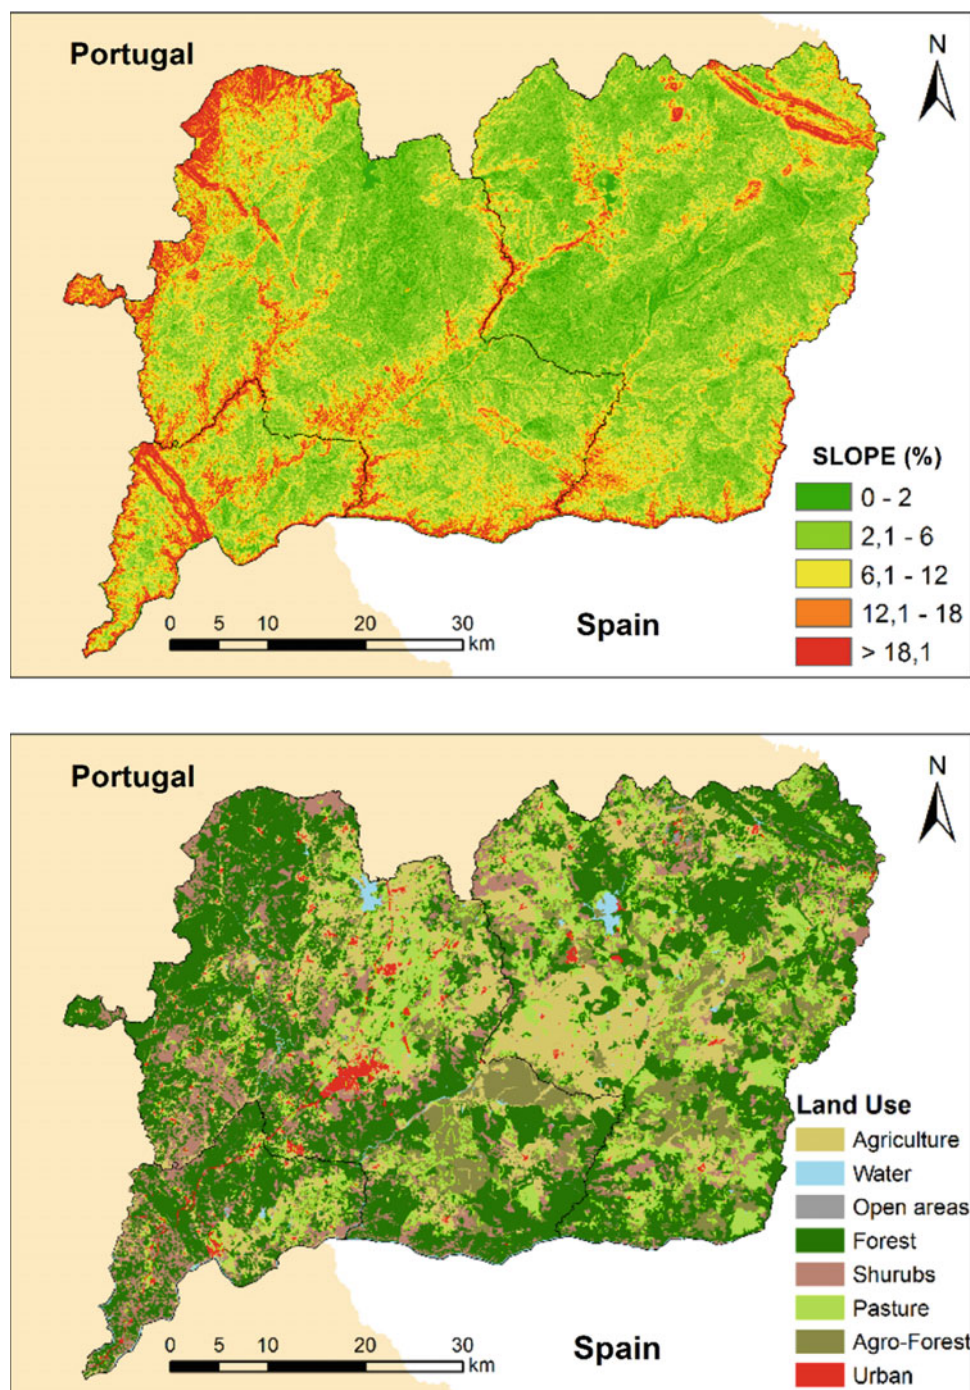 Portugal
N
SLOPE (%)
0 - 2
2,1 - 6
6,1 - 12
12,1 - 18
> 18,1
0 5 10 20 30
km
Spain
Portugal
N
Land Use
Agriculture
Water
Open areas
Forest
Shurubs
Pasture
Agro-Forest
Urban
0 5 10 20 30
km
Spain